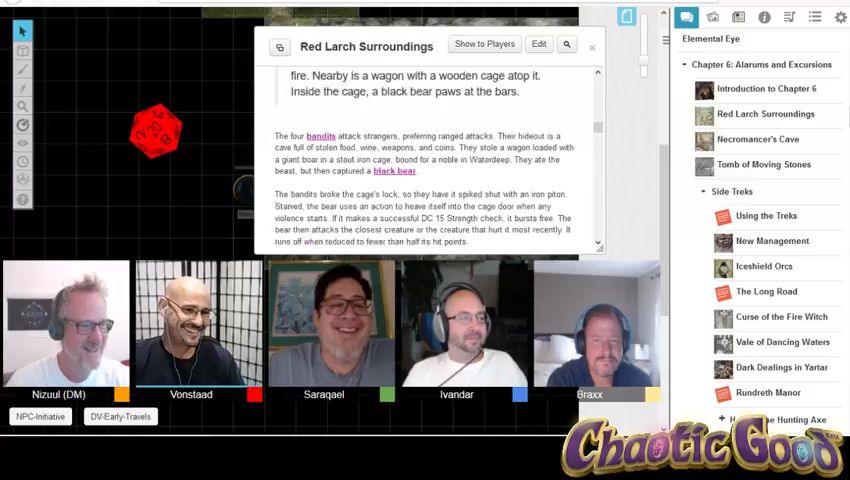 Red Larch Surroundings
Show to Players
Edit
fire. Nearby is a wagon with a wooden cage atop it.
Inside the cage, a black bear paws at the bars.
The four bandits attack strangers, preferring ranged attacks. Their hideout is a
cave full of stolen food, wine, weapons, and coins. They stole a wagon loaded with
a giant boar in a stout iron cage, bound for a noble in Waterdeep. They ate the
beast, but then captured a black bear.
The bandits broke the cage's lock, so they have it spiked shut with an iron piton.
Starved, the bear uses an action to heave itself into the cage door when any
violence starts. If it makes a successful DC 15 Strength check, it bursts free. The
bear then attacks the closest creature or the creature that hurt it most recently. It
runs off when reduced to fewer than half its hit points.
20
Nizuul (DM)
Vonstaad
Saraqael
Ivandar
Braxx
NPC-Initiative
DV-Early-Travels
Elemental Eye
Chapter 6: Alarums and Excursions
Introduction to Chapter 6
Red Larch Surroundings
Necromancer's Cave
Tomb of Moving Stones
Side Treks
Using the Treks
New Management
Iceshield Orcs
The Long Road
Curse of the Fire Witch
Vale of Dancing Waters
Dark Dealings in Yartar
Rundreth Manor
the Hunting Axe
Chaotic Good